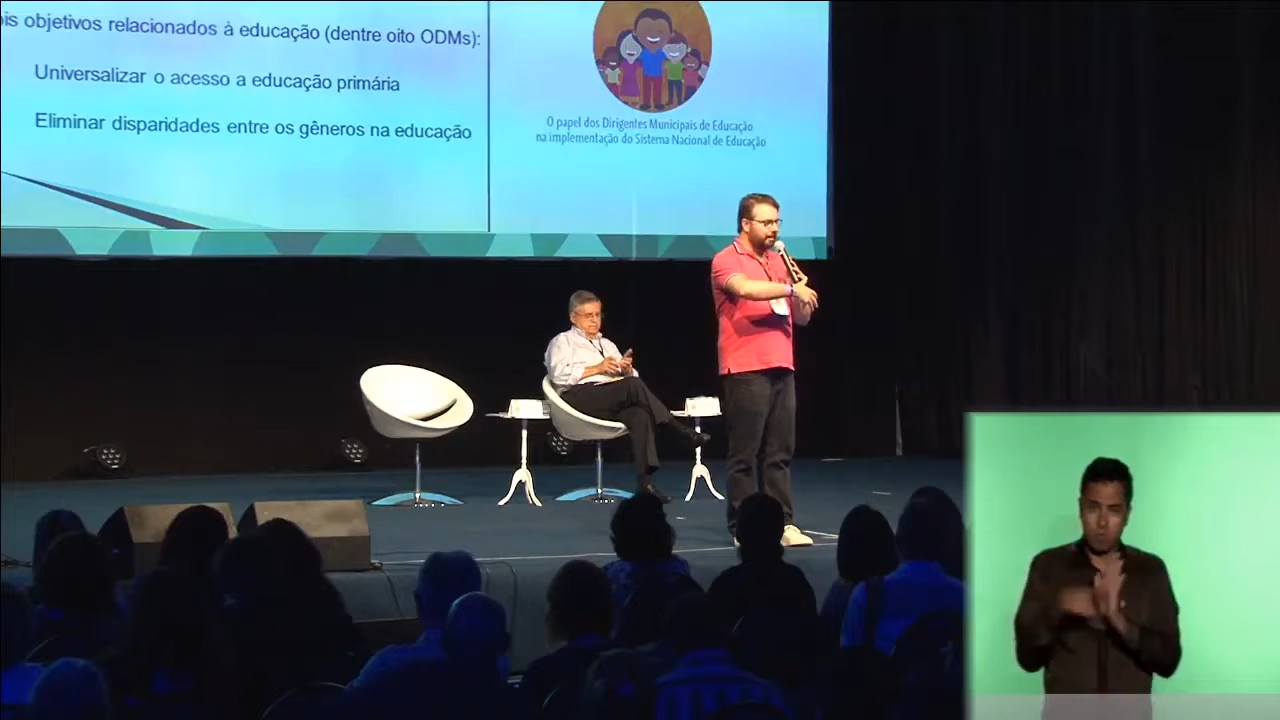 objetivos relacionados à educação (dentre oito ODMs):
Universalizar o acesso a educação primária
Eliminar disparidades entre os gêneros na educação
O papel dos Dirigentes Municipais de Educação
na implementação do Sistema Nacional de Educação